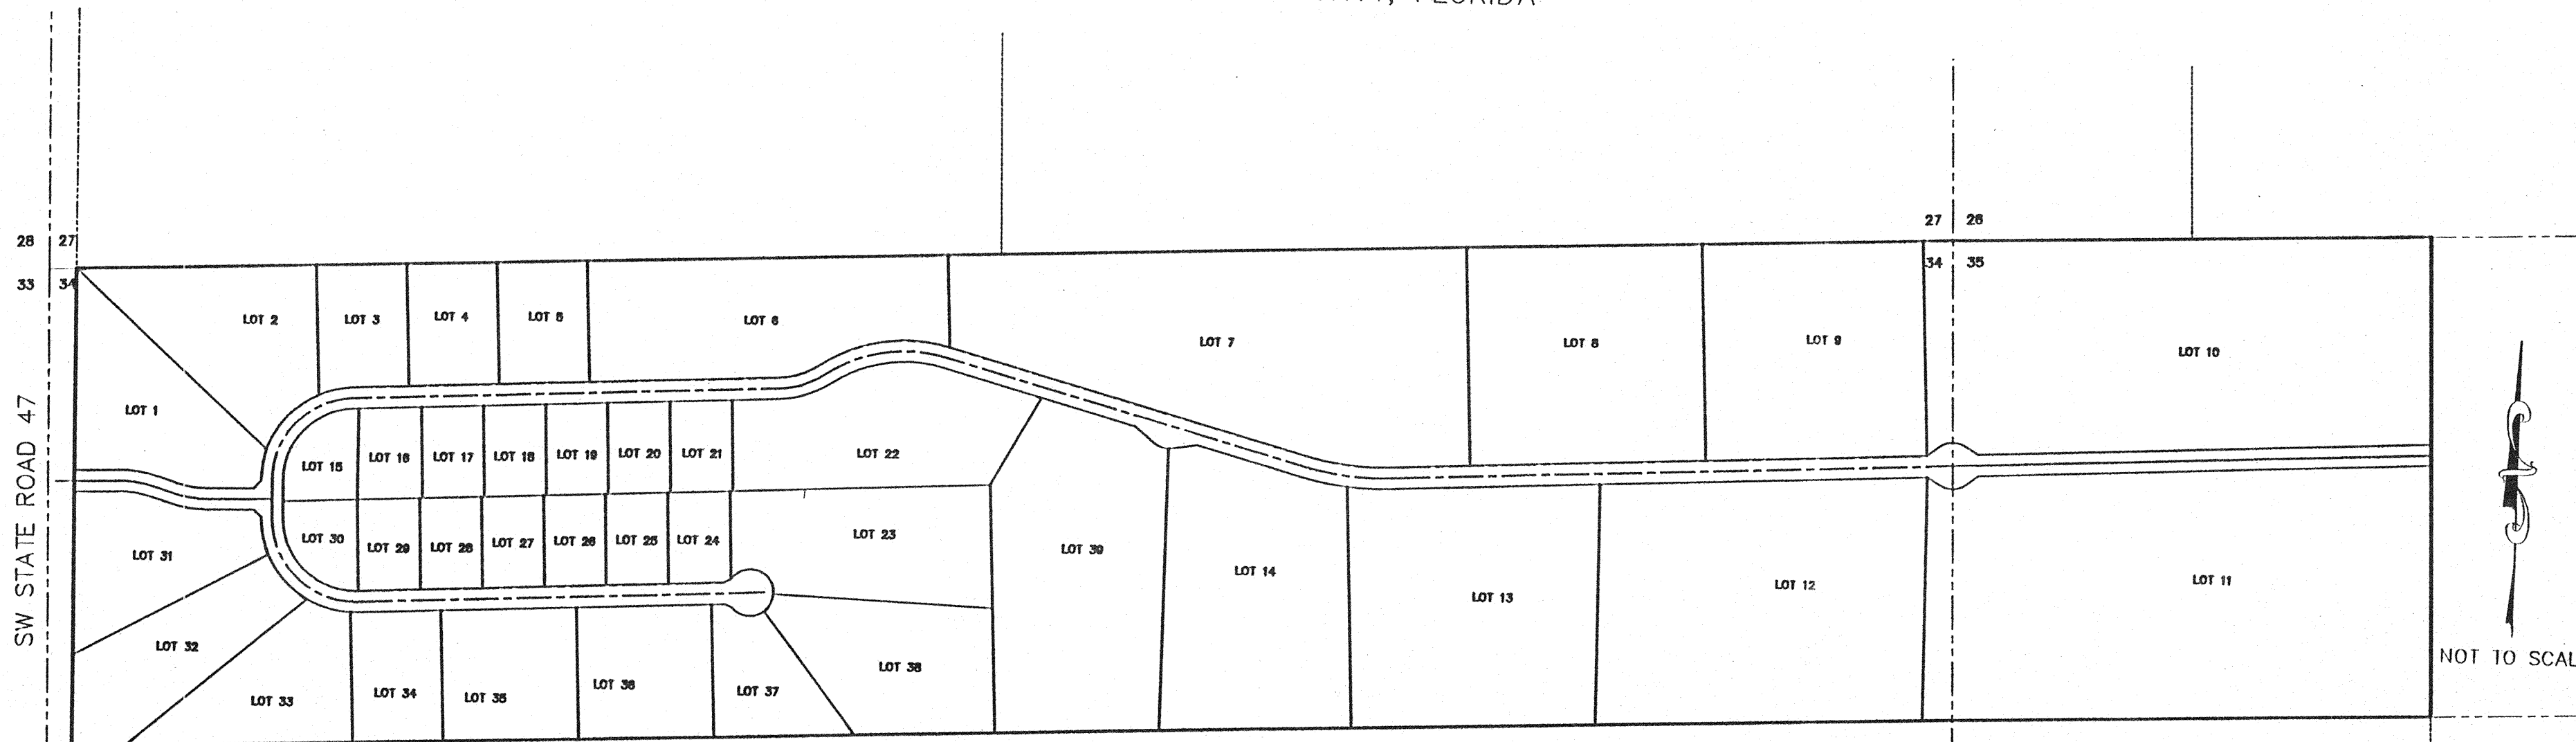 FLORIDA
27 26
28 27
34 35
33 34
LOT 2
LOT 3
LOT 4
LOT 5
LOT 6
LOT 7
LOT 8
LOT 9
LOT 10
LOT 1
SW STATE ROAD 47
LOT 15
LOT 16
LOT 17
LOT 18
LOT 19
LOT 20
LOT 21
LOT 22
LOT 31
LOT 30
LOT 29
LOT 28
LOT 27
LOT 26
LOT 25
LOT 24
LOT 23
LOT 39
LOT 14
LOT 13
LOT 12
LOT 11
LOT 32
LOT 33
LOT 34
LOT 35
LOT 36
LOT 37
LOT 38
NOT TO SCAL